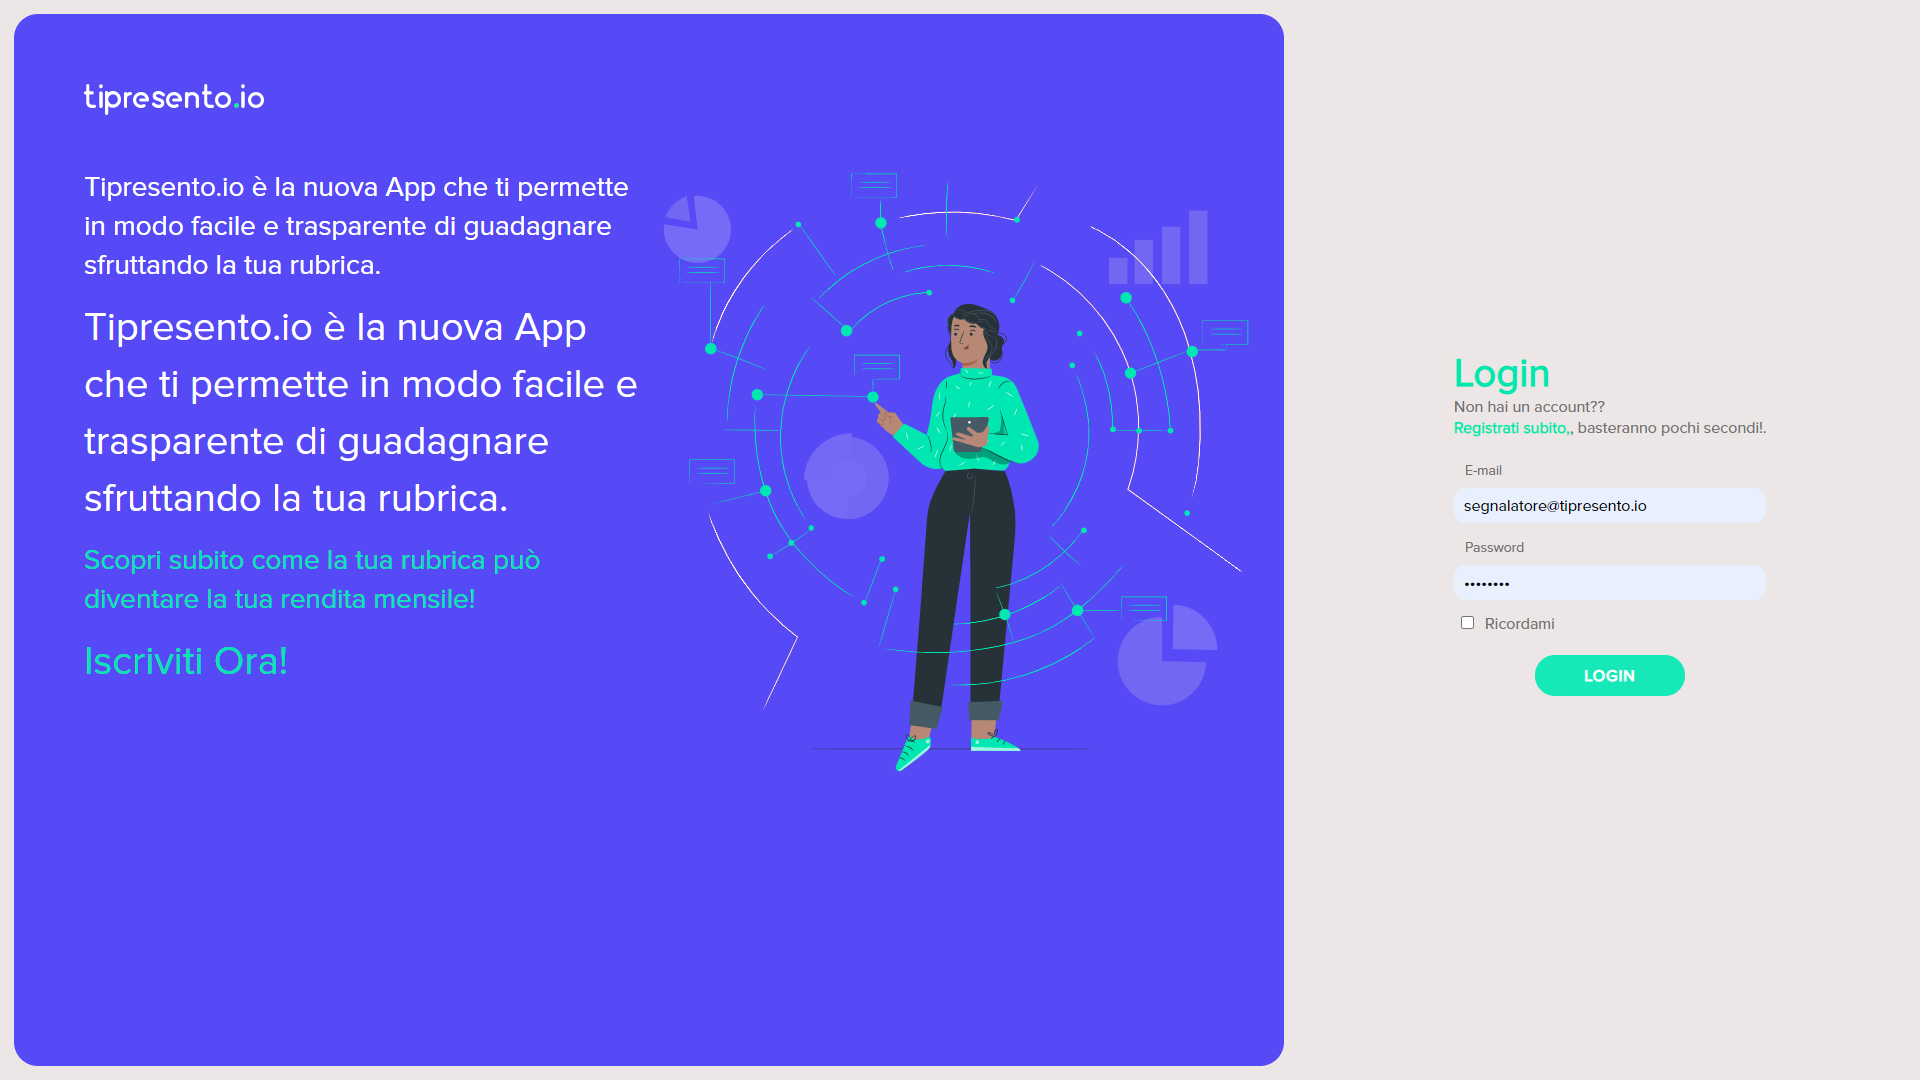 tipresento.io
Tipresento.io è la nuova App che ti permette
in modo facile e trasparente di guadagnare
sfruttando la tua rubrica.
Tipresento.io è la nuova App
che ti permette in modo facile e
trasparente di guadagnare
sfruttando la tua rubrica.
Scopri subito come la tua rubrica può
diventare la tua rendita mensile!
Iscriviti Ora!
Login
Non hai un account??
Registrati subito,, basteranno pochi secondi!.
E-mail
segnalatore@tipresento.io
Password
••••••••
Ricordami
LOGIN